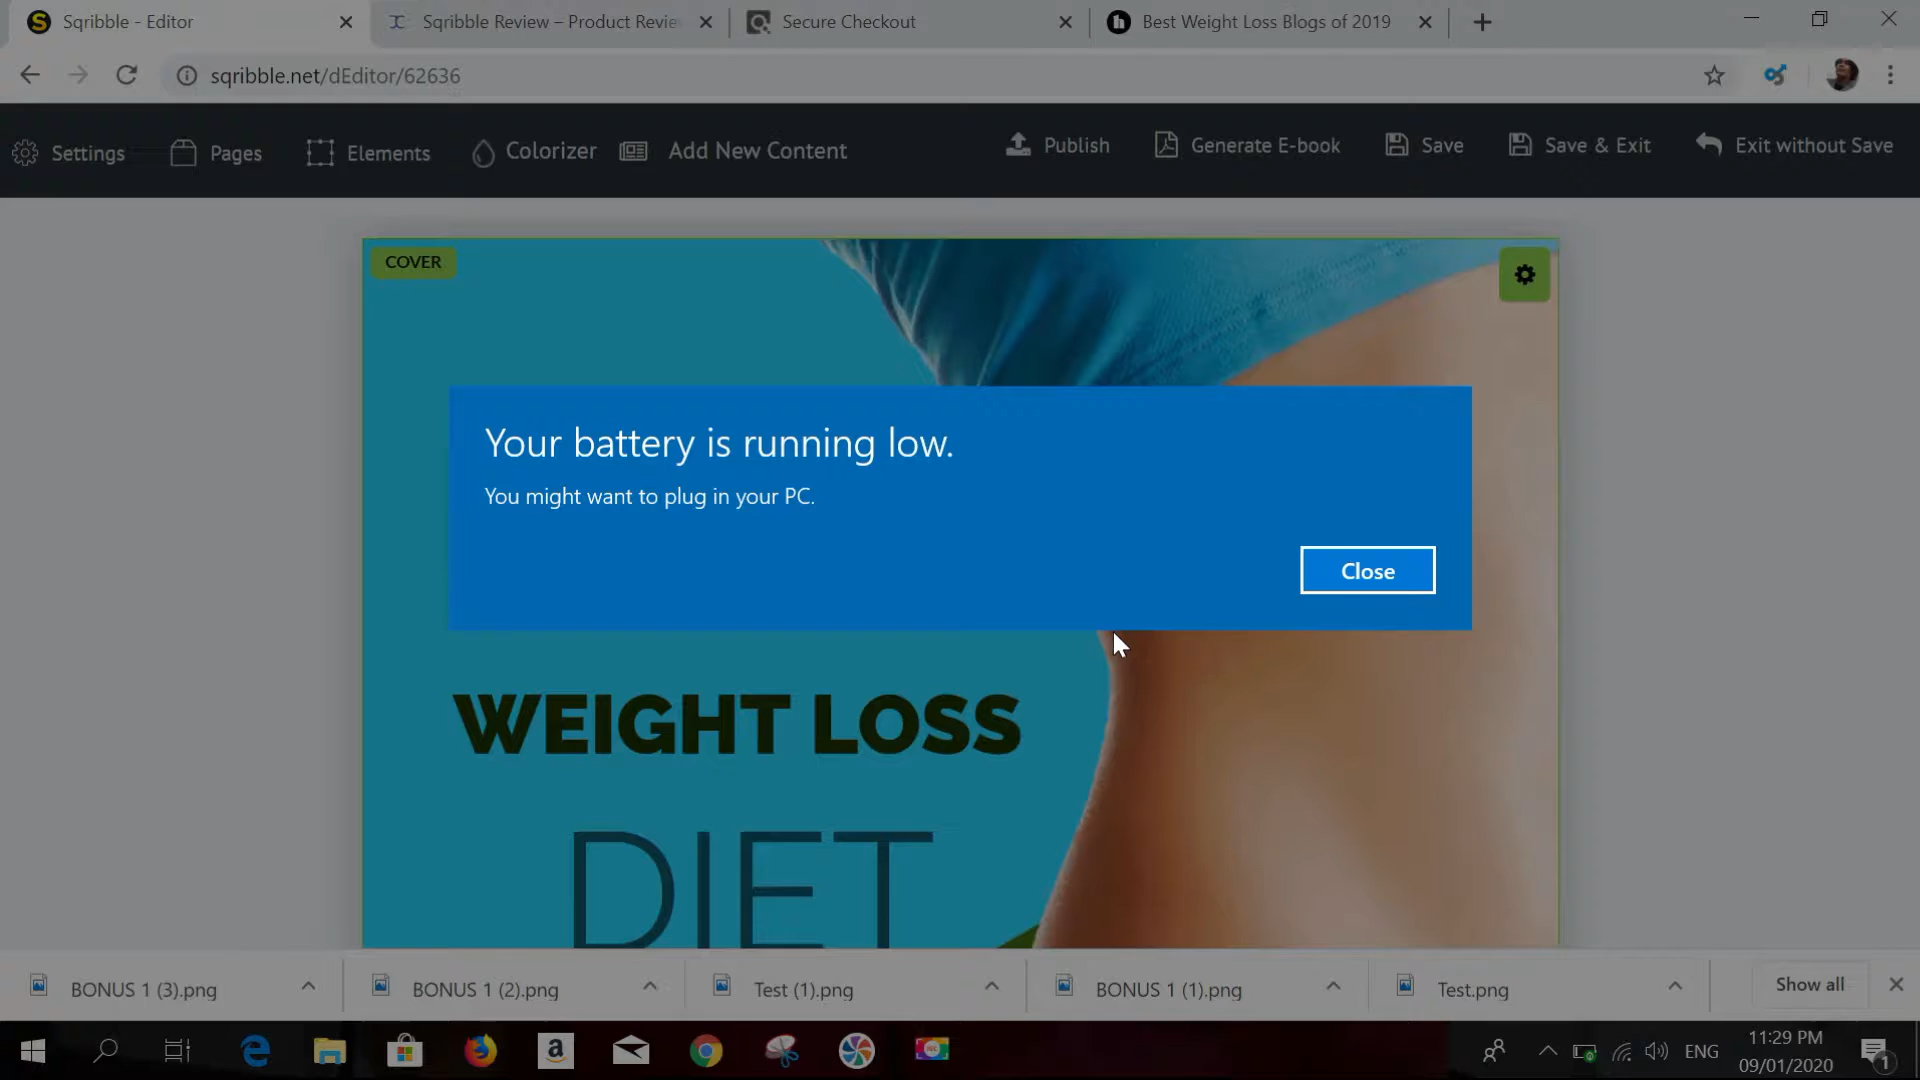 Sqribble - Editor
Sqribble Review – Product Revie
Secure Checkout
Best Weight Loss Blogs of 2019
sqribble.net/dEditor/62636
Settings
Pages
Elements
Colorizer
Add New Content
Publish
Generate E-book
Save
Save & Exit
Exit without Save
COVER
Your battery is running low.
You might want to plug in your PC.
Close
WEIGHT LOSS
DIET
BONUS 1 (3).png
BONUS 1 (2).png
Test (1).png
BONUS 1 (1).png
Test.png
Show all
ENG
11:29 PM
09/01/2020
1